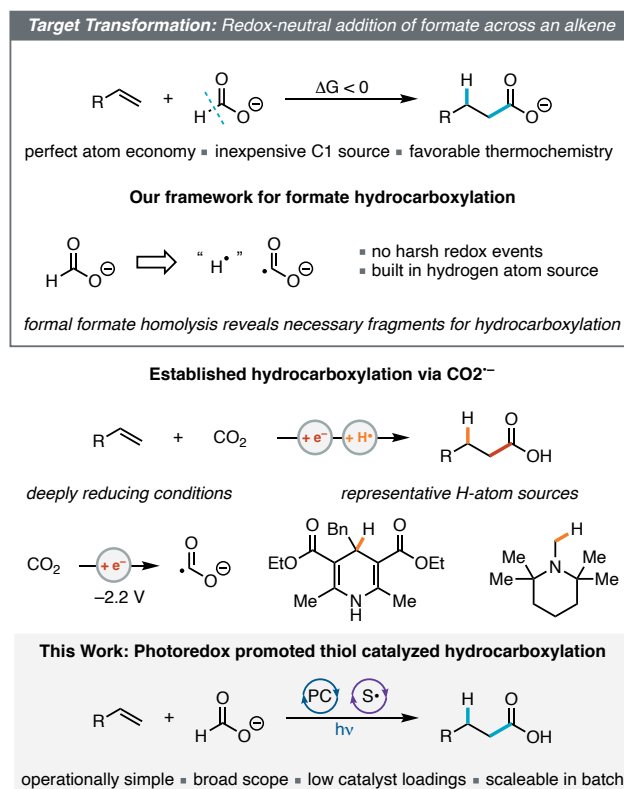 Target Transformation: Redox-neutral addition of formate across an alkene
R + H O O ⊖ ΔG < 0 R H O O ⊖
perfect atom economy ▪ inexpensive C1 source ▪ favorable thermochemistry
Our framework for formate hydrocarboxylation
H O O ⊖ “ H• ” • O O ⊖
▪ no harsh redox events
▪ built in hydrogen atom source
formal formate homolysis reveals necessary fragments for hydrocarboxylation
Established hydrocarboxylation via CO2•–
R + CO₂ + e– + H• R H O OH
deeply reducing conditions representative H-atom sources
CO₂ + e– –2.2 V • O O ⊖
Bn H O O EtO OEt Me N H Me
H Me Me N Me Me
This Work: Photoredox promoted thiol catalyzed hydrocarboxylation
R + H O O ⊖ PC S• hν R H O OH
operationally simple ▪ broad scope ▪ low catalyst loadings ▪ scaleable in batch